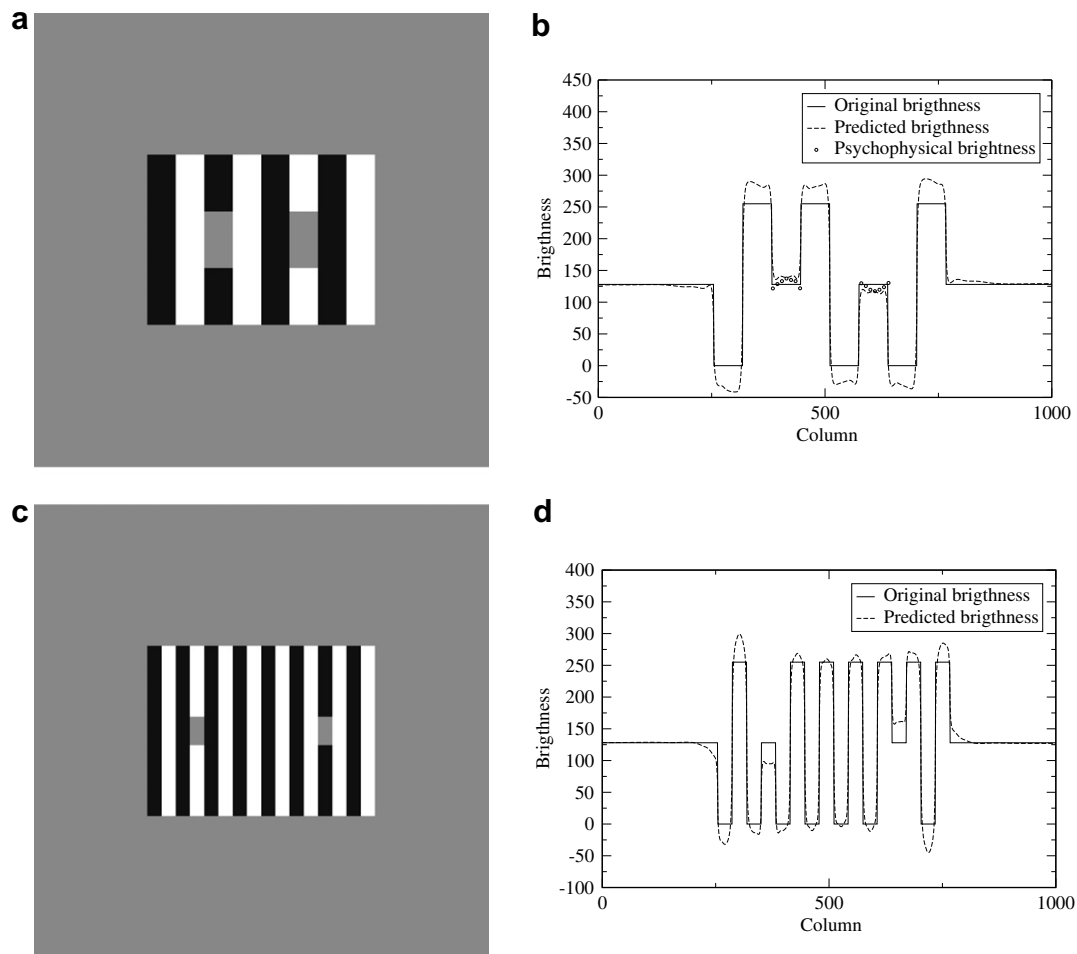 a
b
450
400
350
300
250
200
150
100
50
0
-50
Brigthness
Original brigthness
Predicted brigthness
Psychophysical brightness
0
500
1000
Column
c
d
400
350
300
250
200
150
100
50
0
-50
-100
Brigthness
Original brigthness
Predicted brigthness
0
500
1000
Column